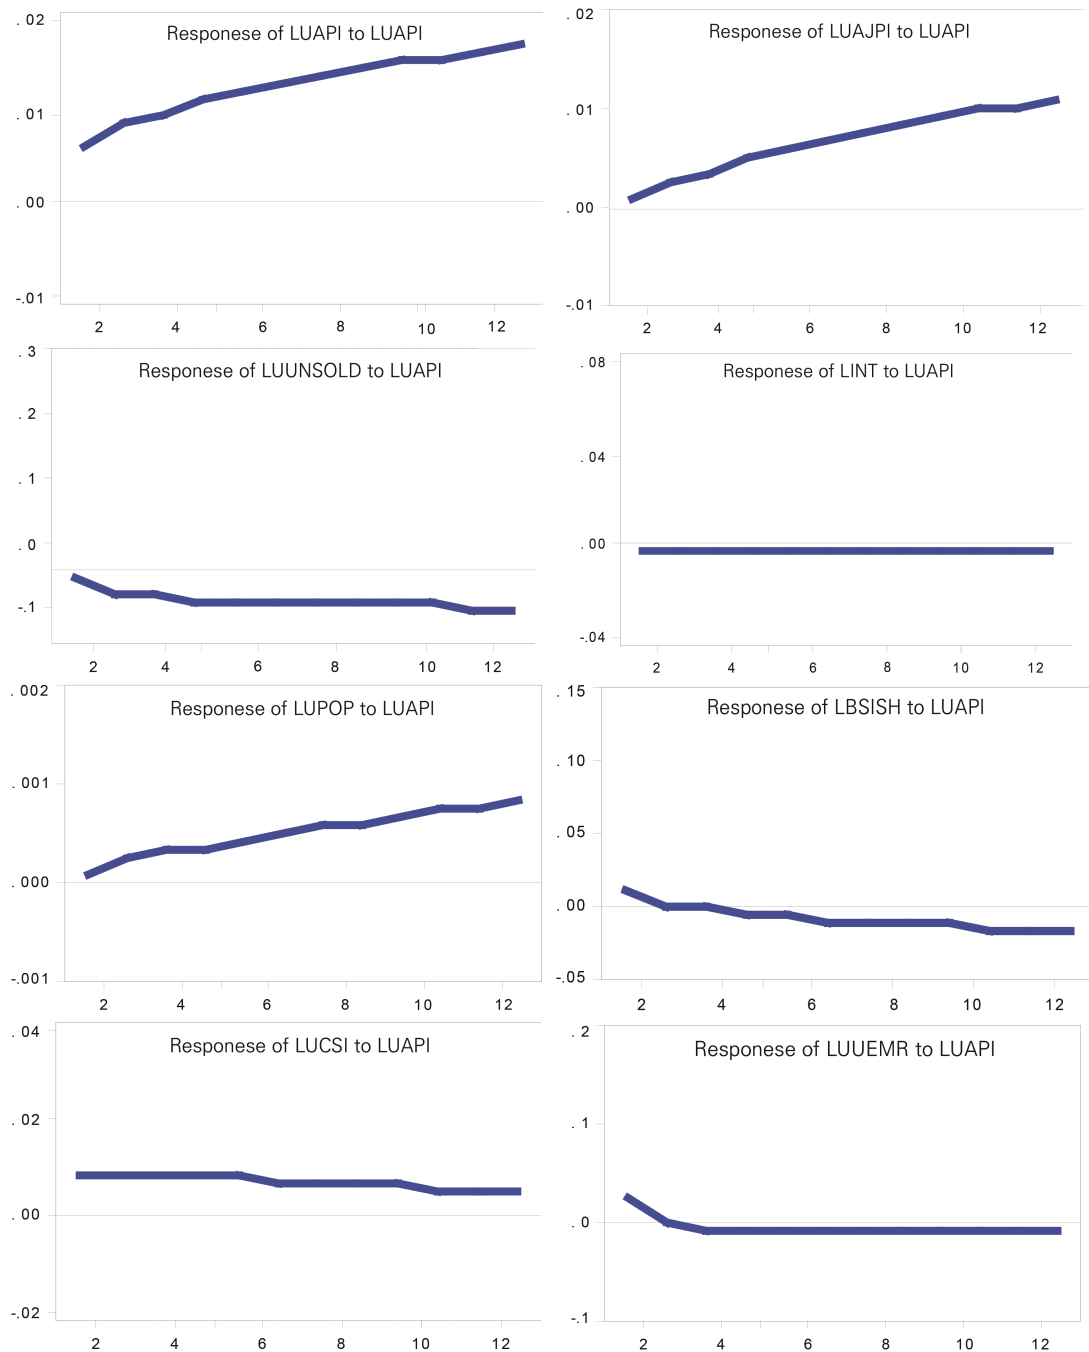 Responese of LUAPI to LUAPI
. 02
. 01
. 00
-.01
2 4 6 8 10 12
Responese of LUAJPI to LUAPI
. 02
. 01
. 00
-.01
2 4 6 8 10 12
Responese of LUUNSOLD to LUAPI
. 3
. 2
. 1
. 0
-.1
2 4 6 8 10 12
Responese of LINT to LUAPI
. 08
. 04
. 00
-.04
2 4 6 8 10 12
Responese of LUPOP to LUAPI
. 002
. 001
. 000
-.001
2 4 6 8 10 12
Responese of LBSISH to LUAPI
. 15
. 10
. 05
. 00
-.05
2 4 6 8 10 12
Responese of LUCSI to LUAPI
. 04
. 02
. 00
-.02
2 4 6 8 10 12
Responese of LUUEMR to LUAPI
. 2
. 1
. 0
-.1
2 4 6 8 10 12